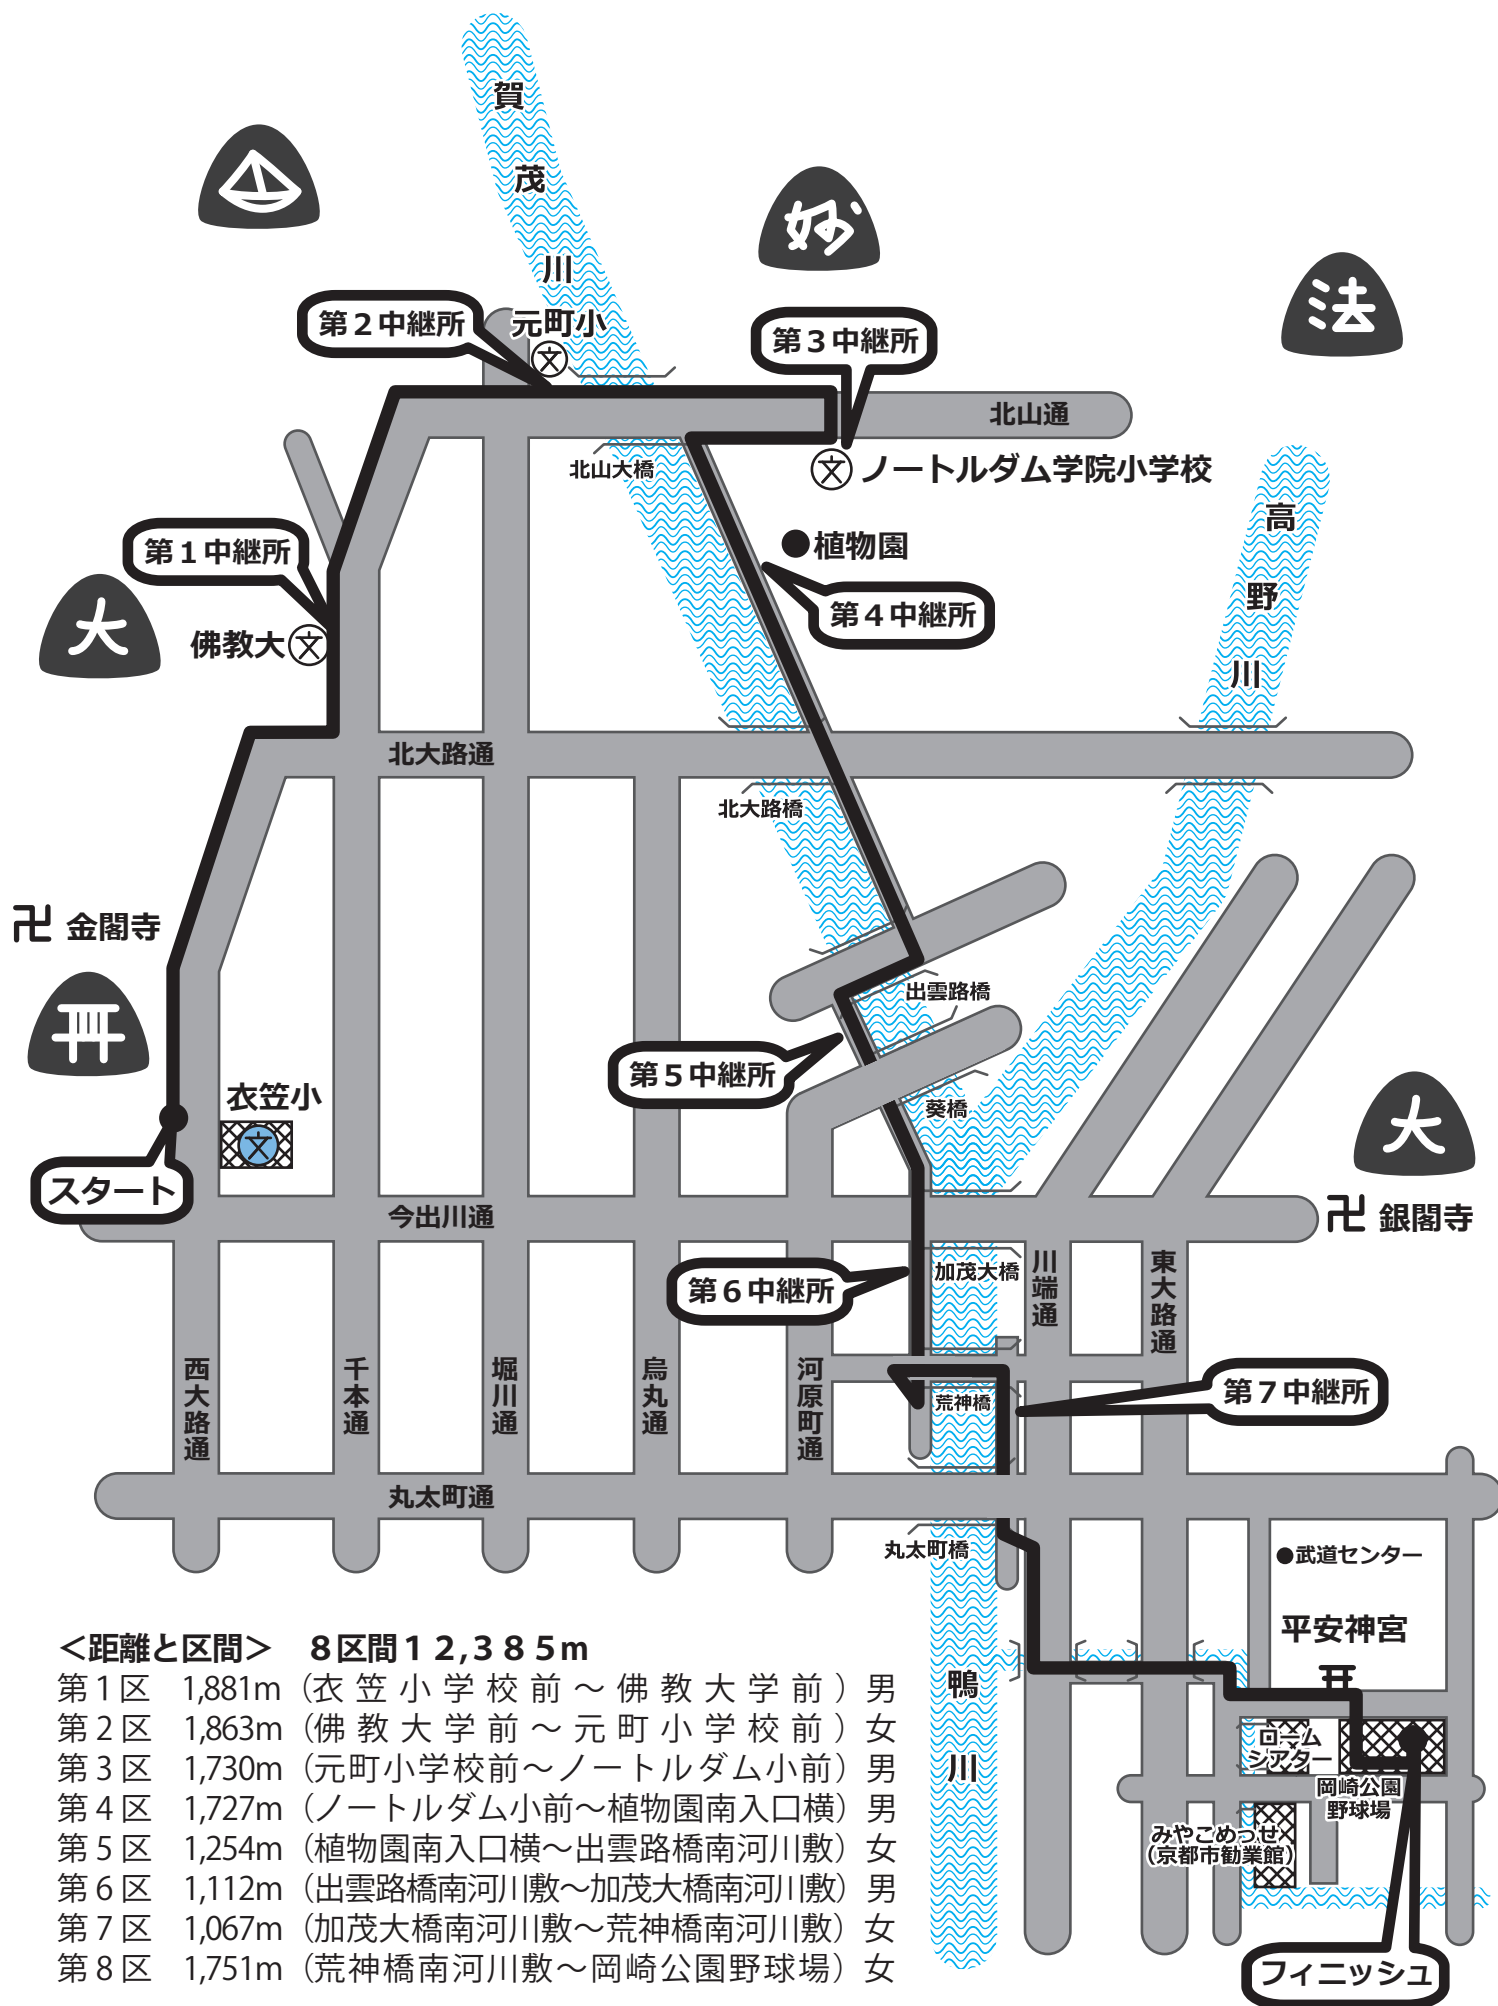 賀茂川
妙
法
第2中継所
元町小
文
第3中継所
北山通
北山大橋
文
ノートルダム学院小学校
高野川
植物園
第1中継所
第4中継所
大
佛教大
文
北大路通
北大路橋
卍 金閣寺
出雲路橋
第5中継所
衣笠小
文
葵橋
大
スタート
今出川通
卍 銀閣寺
加茂大橋
川端通
東大路通
第6中継所
西大路通
千本通
堀川通
烏丸通
河原町通
荒神橋
第7中継所
丸太町通
丸太町橋
●武道センター
平安神宮
鴨川
ローム
シアター
岡崎公園
野球場
みやこめっせ
(京都市勧業館)
フィニッシュ
<距離と区間> 8区間12,385m
第1区 1,881m (衣笠小学校前~佛教大学前) 男
第2区 1,863m (佛教大学前~元町小学校前) 女
第3区 1,730m (元町小学校前~ノートルダム小前) 男
第4区 1,727m (ノートルダム小前~植物園南入口横) 男
第5区 1,254m (植物園南入口横~出雲路橋南河川敷) 女
第6区 1,112m (出雲路橋南河川敷~加茂大橋南河川敷) 男
第7区 1,067m (加茂大橋南河川敷~荒神橋南河川敷) 女
第8区 1,751m (荒神橋南河川敷~岡崎公園野球場) 女